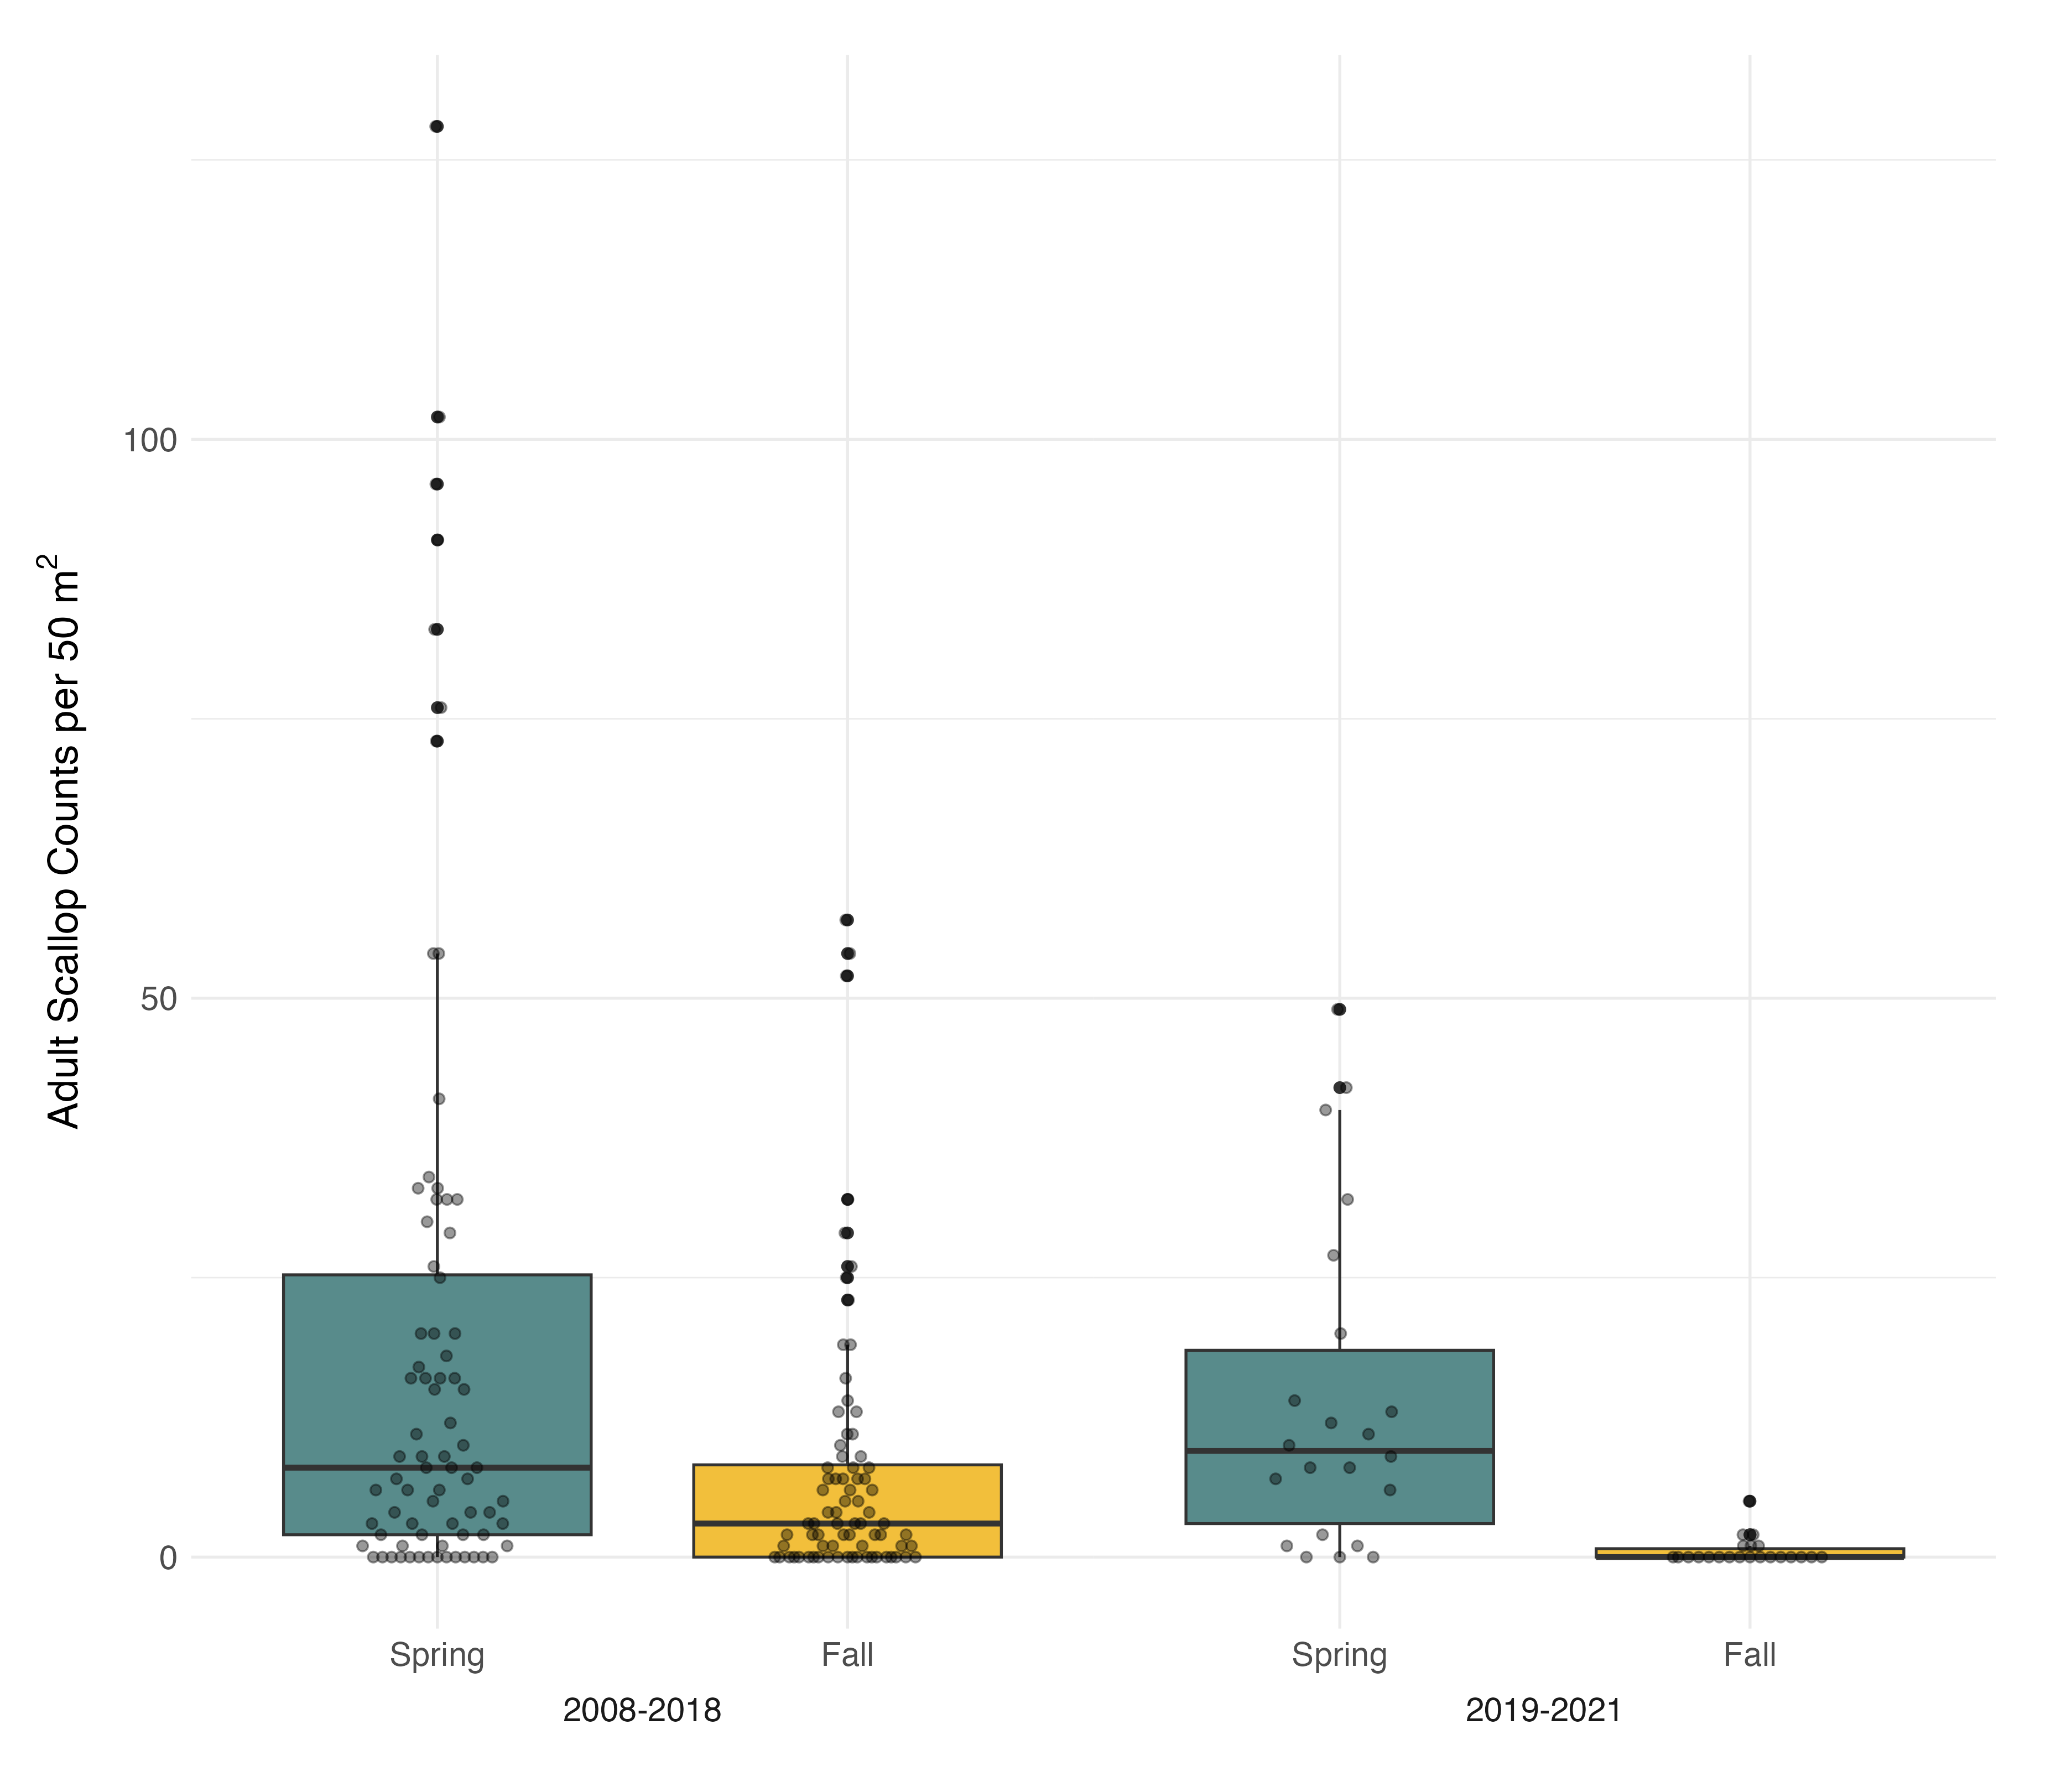 Adult Scallop Counts per 50 m²
100
50
0
Spring Fall Spring Fall
2008-2018 2019-2021